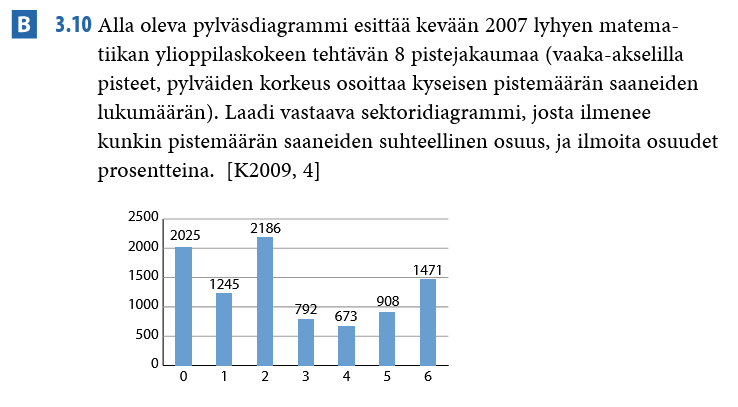 B 3.10 Alla oleva pylväsdiagrammi esittää kevään 2007 lyhyen matema-
tiikan ylioppilaskokeen tehtävän 8 pistejakaumaa (vaaka-akselilla
pisteet, pylväiden korkeus osoittaa kyseisen pistemäärän saaneiden
lukumäärän). Laadi vastaava sektoridiagrammi, josta ilmenee
kunkin pistemäärän saaneiden suhteellinen osuus, ja ilmoita osuudet
prosentteina. [K2009, 4]
2500
2000
1500
1000
500
0
2025
1245
2186
792
673
908
1471
0 1 2 3 4 5 6